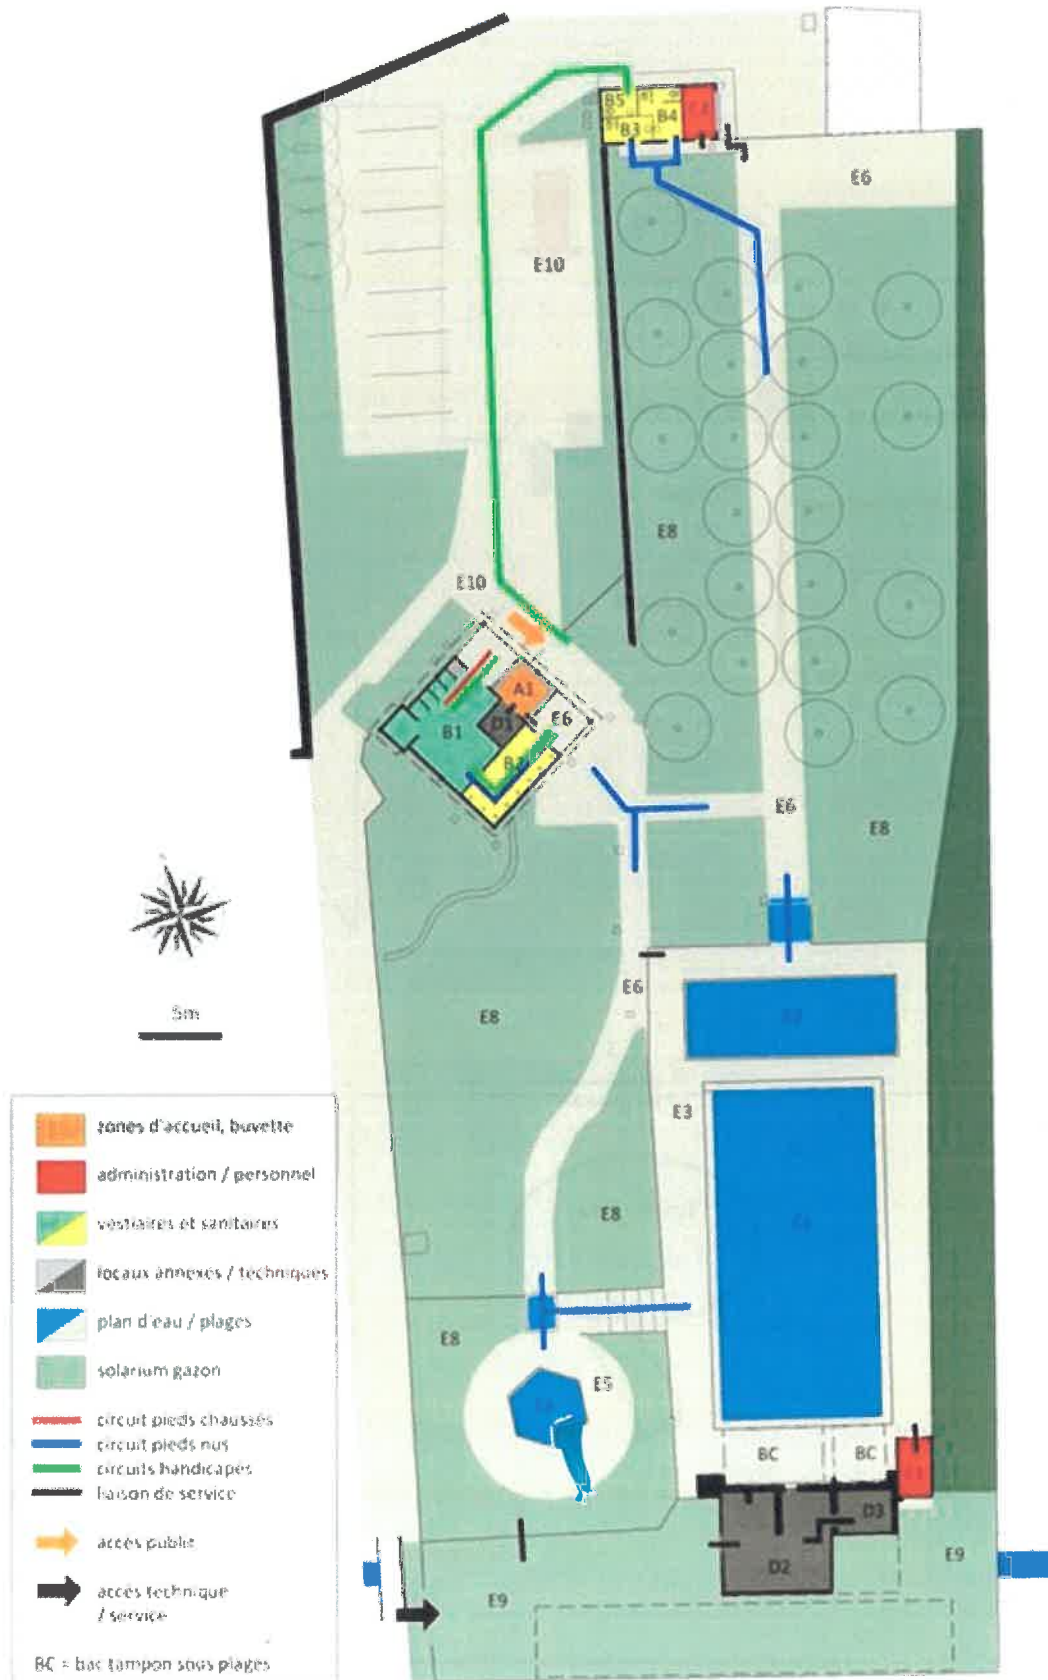 B5
B3
B4
E6
E10
E8
E10
A1
B1
D1
E6
E6
E8
E6
E8
E3
E8
E8
E5
BC
BC
D3
D2
E9
E9
5m
zones d'accueil, buvette
administration / personnel
vestiaires et sanitaires
locaux annexes / techniques
plan d'eau / plages
solarium gazon
circuit pieds chaussés
circuit pieds nus
circuits handicapés
liaison de service
accès public
accès technique
/ service
BC = bac tampon sous plages